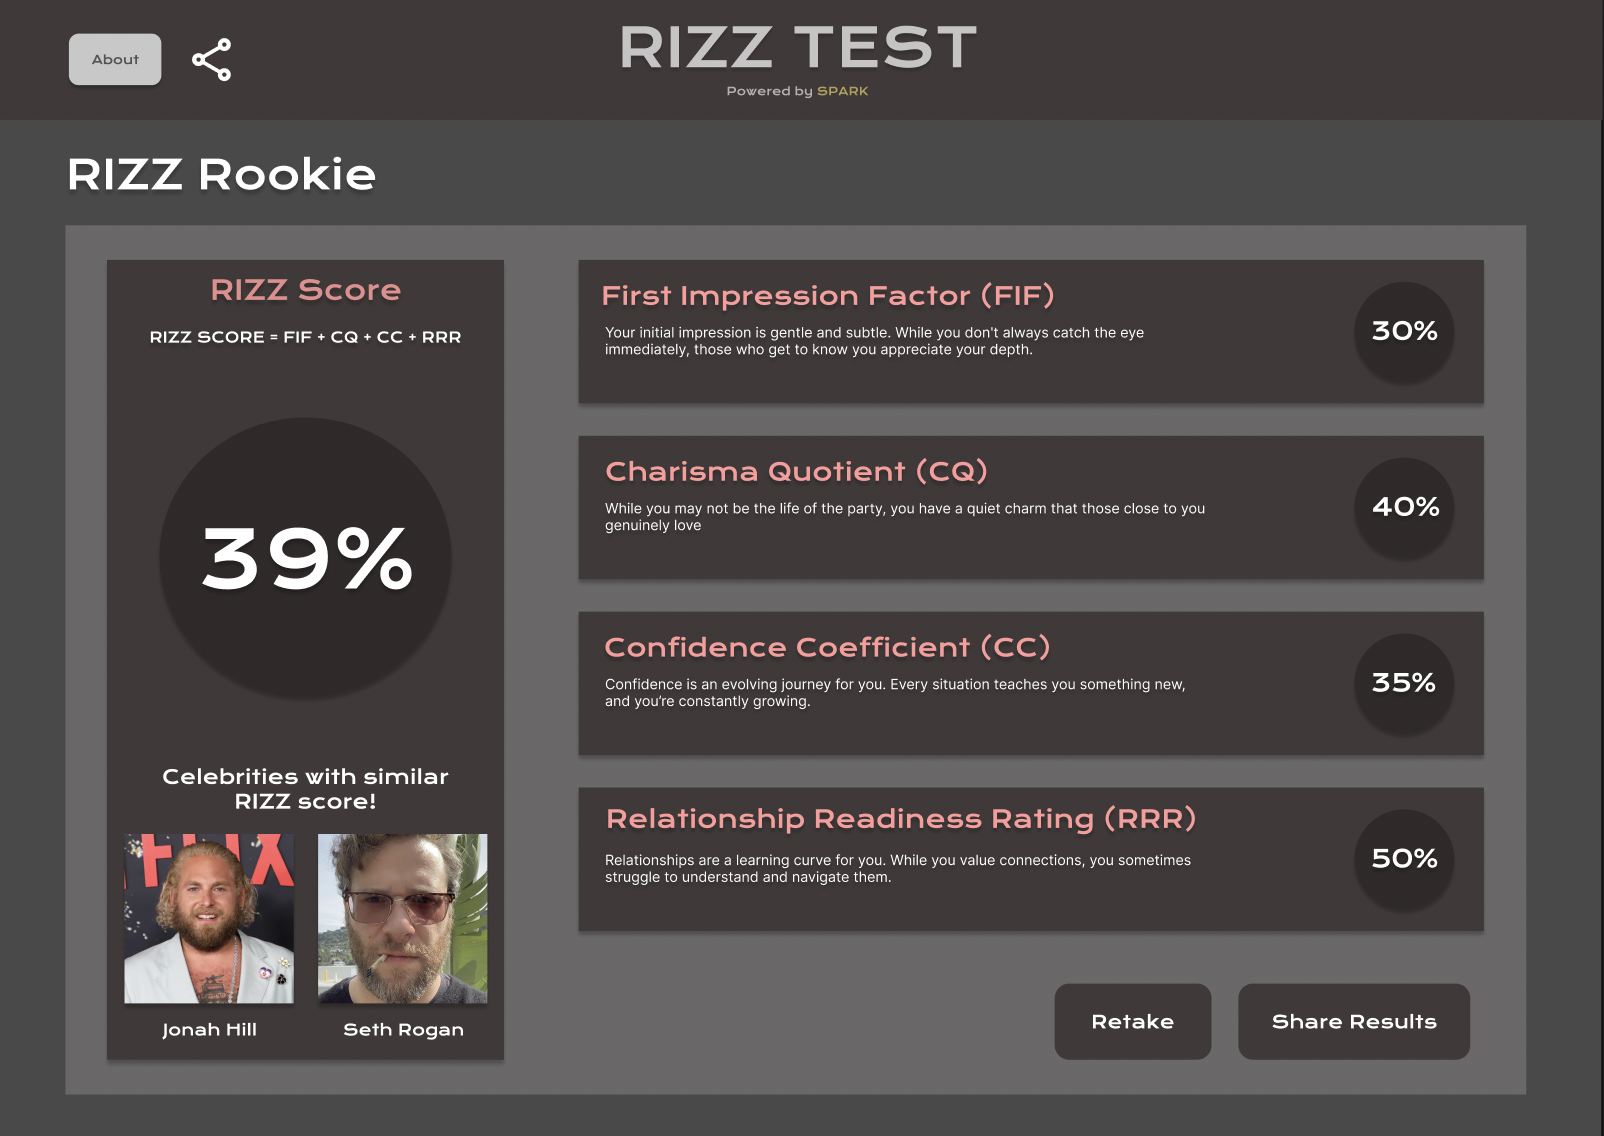 About
RIZZ TEST
Powered by SPARK
RIZZ Rookie
RIZZ Score
RIZZ SCORE = FIF + CQ + CC + RRR
39%
Celebrities with similar
RIZZ score!
Jonah Hill
Seth Rogan
First Impression Factor (FIF)
Your initial impression is gentle and subtle. While you don't always catch the eye
immediately, those who get to know you appreciate your depth.
30%
Charisma Quotient (CQ)
While you may not be the life of the party, you have a quiet charm that those close to you
genuinely love
40%
Confidence Coefficient (CC)
Confidence is an evolving journey for you. Every situation teaches you something new,
and you’re constantly growing.
35%
Relationship Readiness Rating (RRR)
Relationships are a learning curve for you. While you value connections, you sometimes
struggle to understand and navigate them.
50%
Retake
Share Results